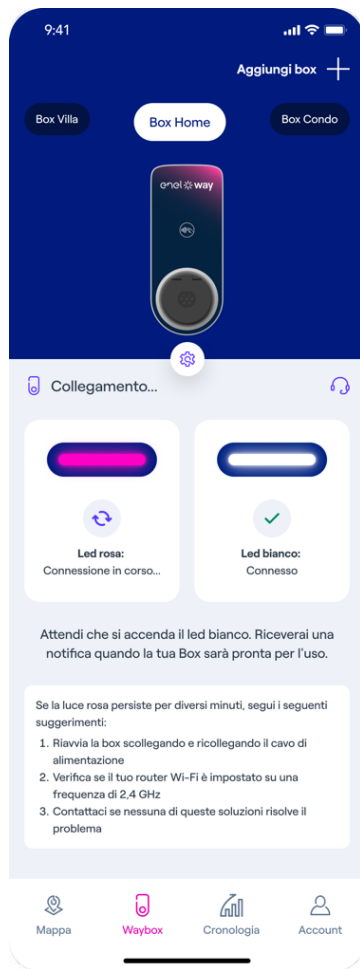 9:41
Aggiungi box
Box Villa
Box Home
Box Condo
enel way
Collegamento...
Led rosa:
Connessione in corso...
Led bianco:
Connesso
Attendi che si accenda il led bianco. Riceverai una
notifica quando la tua Box sarà pronta per l'uso.
Se la luce rosa persiste per diversi minuti, segui i seguenti
suggerimenti:
1. Riavvia la box scollegando e ricollegando il cavo di
alimentazione
2. Verifica se il tuo router Wi-Fi è impostato su una
frequenza di 2,4 GHz
3. Contattaci se nessuna di queste soluzioni risolve il
problema
Mappa
Waybox
Cronologia
Account